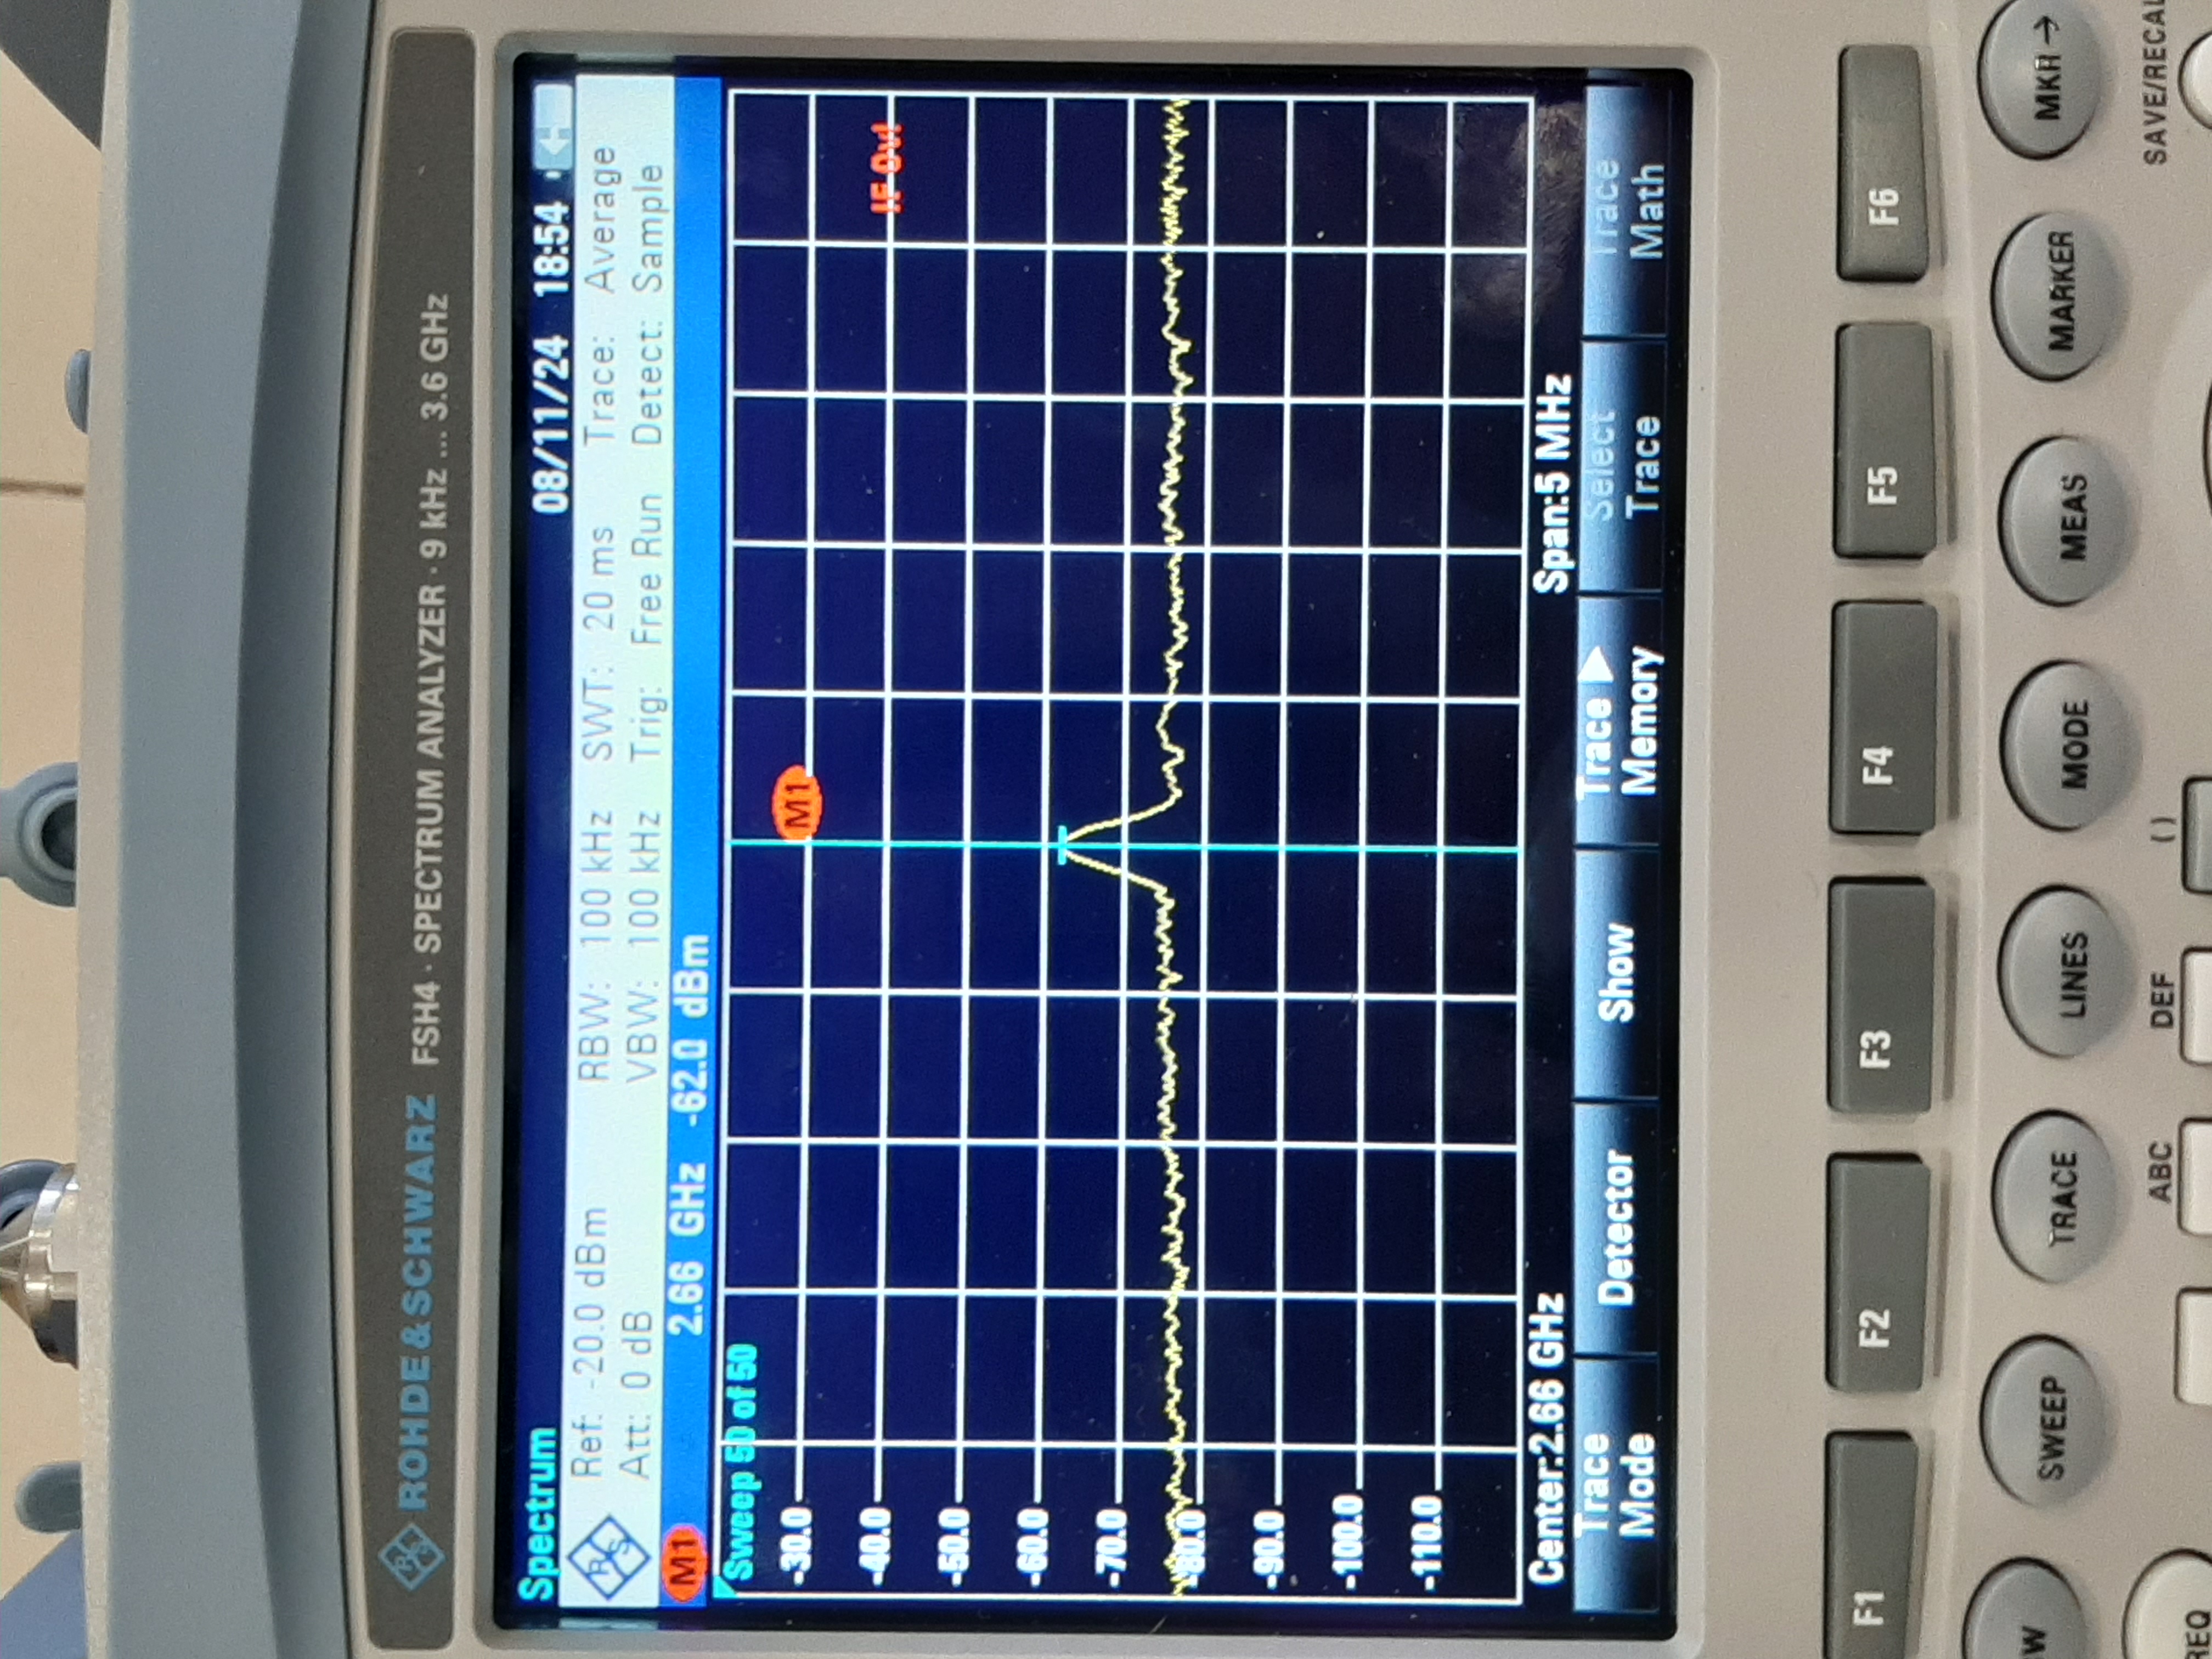 ROHDE & SCHWARZ FSH4 · SPECTRUM ANALYZER · 9 kHz ... 3.6 GHz
Spectrum 08/11/24 18:54
Ref: -20.0 dBm RBW: 100 kHz SWT: 20 ms Trace: Average
Att: 0 dB VBW: 100 kHz Trig: Free Run Detect: Sample
M1 2.66 GHz -62.0 dBm
Sweep 50 of 50
M1
-30.0
IF Ovl
-40.0
-50.0
-60.0
-70.0
-80.0
-90.0
-100.0
-110.0
Center:2.66 GHz Span:5 MHz
Trace Mode
Detector
Show
Trace Memory
Select Trace
Trace Math
F1 F2 F3 F4 F5 F6
SWEEP TRACE LINES MODE MEAS MARKER MKR→
ABC DEF ( ) SAVE/RECAL